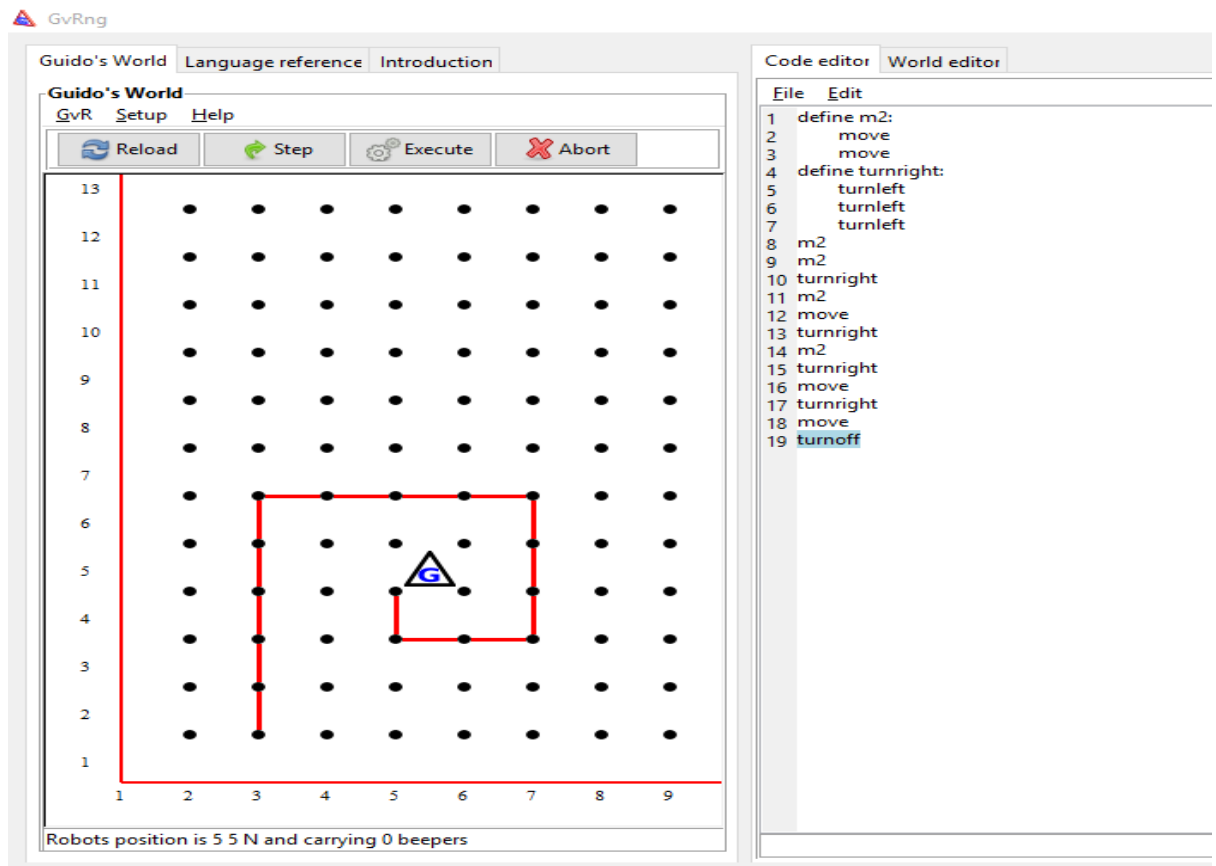 GvRng
Guido's World Language reference Introduction
Guido's World
GvR Setup Help
Reload Step Execute Abort
13
12
11
10
9
8
7
6
5
4
3
2
1
G
1 2 3 4 5 6 7 8 9
Robots position is 5 5 N and carrying 0 beepers
Code editor World editor
File Edit
1 define m2:
2 move
3 move
4 define turnright:
5 turnleft
6 turnleft
7 turnleft
8 m2
9 m2
10 turnright
11 m2
12 move
13 turnright
14 m2
15 turnright
16 move
17 turnright
18 move
19 turnoff